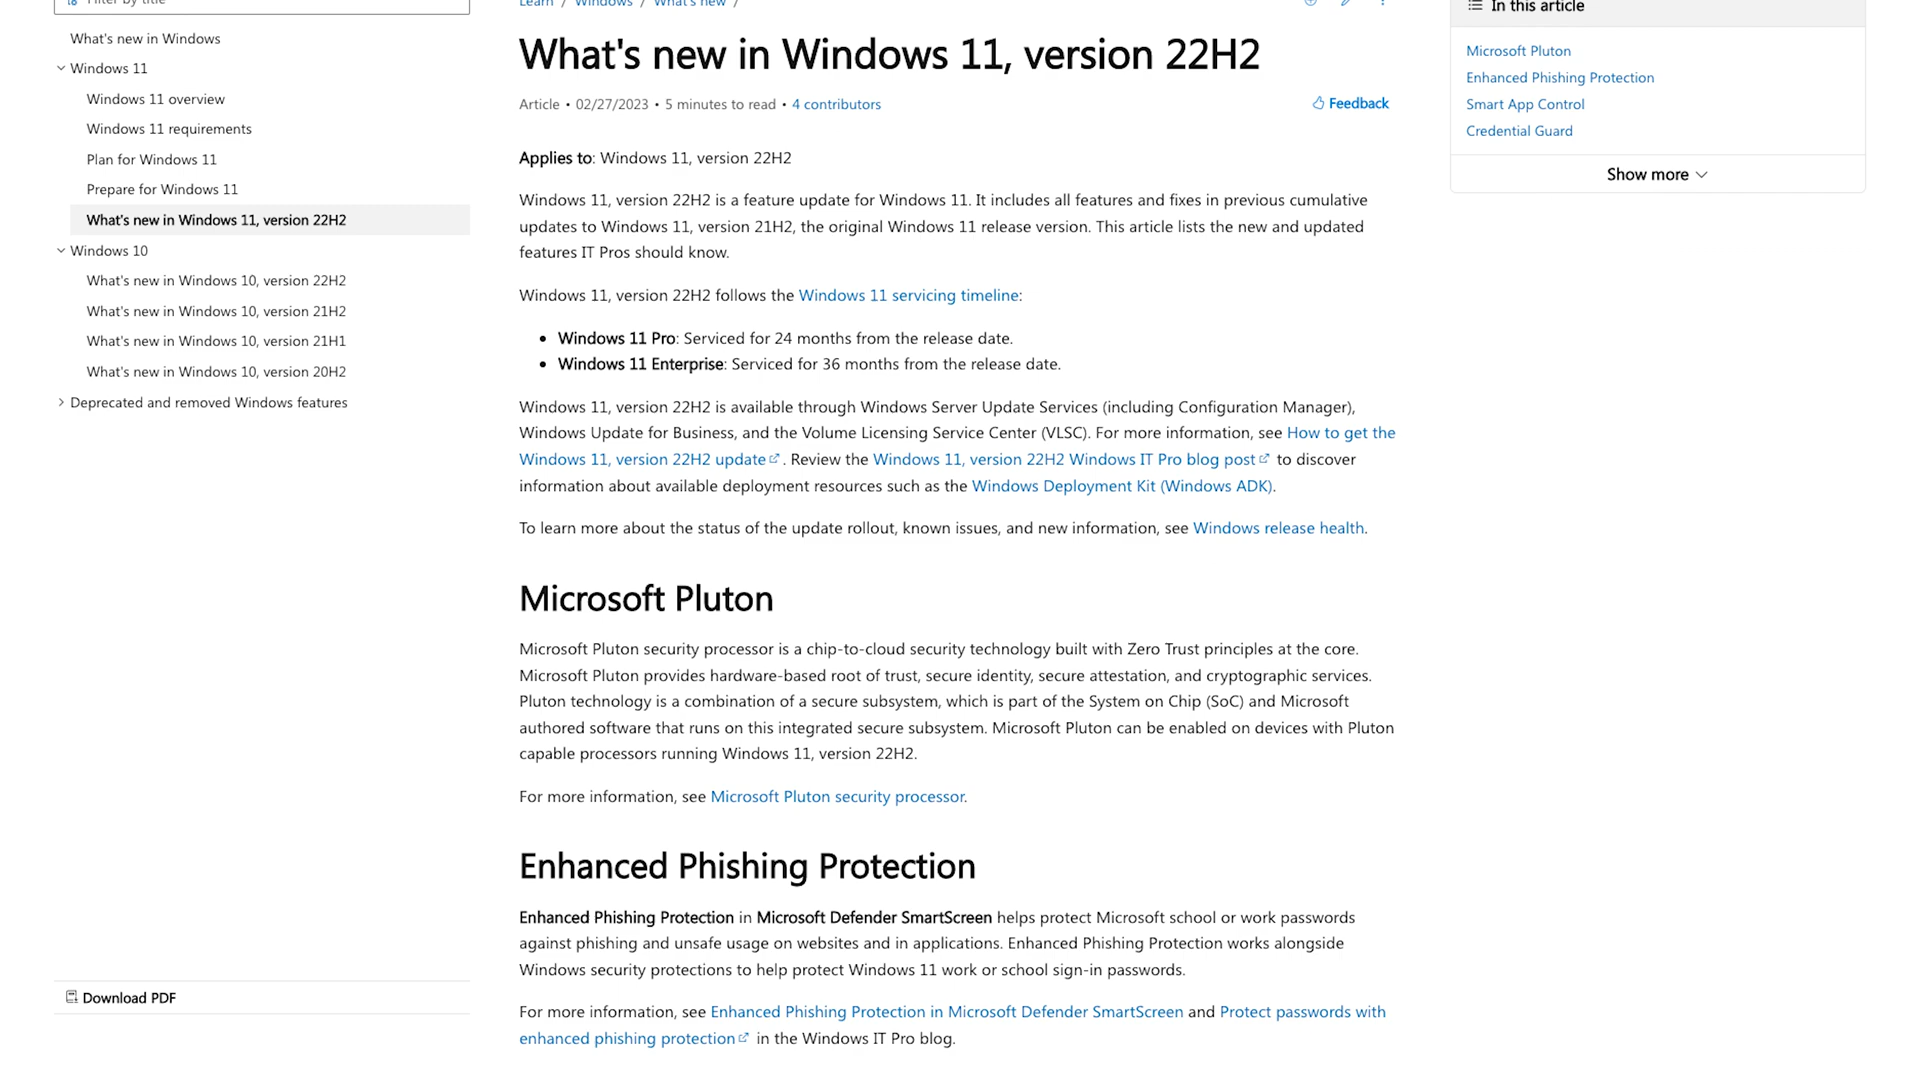 Filter by title
What's new in Windows
Windows 11
Windows 11 overview
Windows 11 requirements
Plan for Windows 11
Prepare for Windows 11
What's new in Windows 11, version 22H2
Windows 10
What's new in Windows 10, version 22H2
What's new in Windows 10, version 21H2
What's new in Windows 10, version 21H1
What's new in Windows 10, version 20H2
Deprecated and removed Windows features
Download PDF
Learn / Windows / What's new /
What's new in Windows 11, version 22H2
Article • 02/27/2023 • 5 minutes to read • 4 contributors
Feedback
Applies to: Windows 11, version 22H2
Windows 11, version 22H2 is a feature update for Windows 11. It includes all features and fixes in previous cumulative
updates to Windows 11, version 21H2, the original Windows 11 release version. This article lists the new and updated
features IT Pros should know.
Windows 11, version 22H2 follows the Windows 11 servicing timeline:
• Windows 11 Pro: Serviced for 24 months from the release date.
• Windows 11 Enterprise: Serviced for 36 months from the release date.
Windows 11, version 22H2 is available through Windows Server Update Services (including Configuration Manager),
Windows Update for Business, and the Volume Licensing Service Center (VLSC). For more information, see How to get the
Windows 11, version 22H2 update. Review the Windows 11, version 22H2 Windows IT Pro blog post to discover
information about available deployment resources such as the Windows Deployment Kit (Windows ADK).
To learn more about the status of the update rollout, known issues, and new information, see Windows release health.
Microsoft Pluton
Microsoft Pluton security processor is a chip-to-cloud security technology built with Zero Trust principles at the core.
Microsoft Pluton provides hardware-based root of trust, secure identity, secure attestation, and cryptographic services.
Pluton technology is a combination of a secure subsystem, which is part of the System on Chip (SoC) and Microsoft
authored software that runs on this integrated secure subsystem. Microsoft Pluton can be enabled on devices with Pluton
capable processors running Windows 11, version 22H2.
For more information, see Microsoft Pluton security processor.
Enhanced Phishing Protection
Enhanced Phishing Protection in Microsoft Defender SmartScreen helps protect Microsoft school or work passwords
against phishing and unsafe usage on websites and in applications. Enhanced Phishing Protection works alongside
Windows security protections to help protect Windows 11 work or school sign-in passwords.
For more information, see Enhanced Phishing Protection in Microsoft Defender SmartScreen and Protect passwords with
enhanced phishing protection in the Windows IT Pro blog.
In this article
Microsoft Pluton
Enhanced Phishing Protection
Smart App Control
Credential Guard
Show more